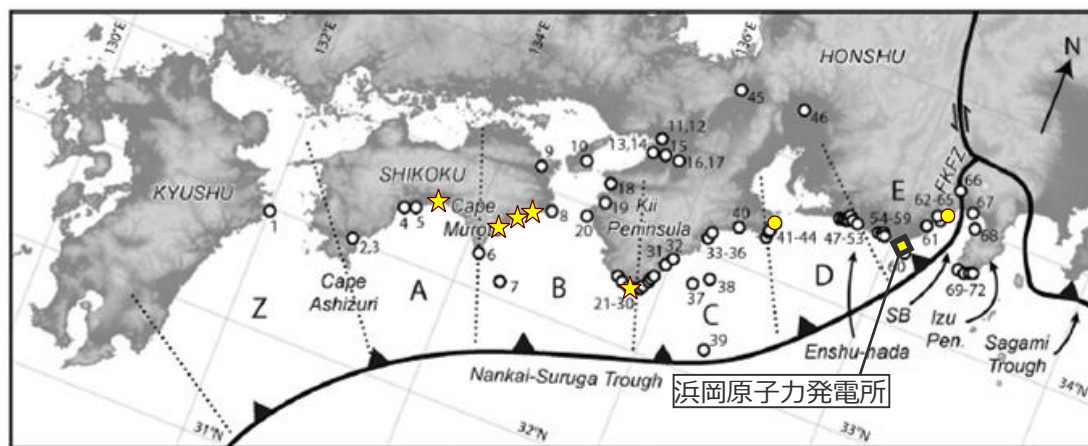 130°E
132°E
134°E
136°E
HONSHU
N
45
46
11,12
13,14
15
16,17
9
10
SHIKOKU
KYUSHU
18
19
Kii
Peninsula
E
FKFZ
66
62-65
67
1
2,3
4
5
Cape
Muroto
6
7
8
20
31
32
33-36
40
41-44
47-53
54-59
61
60
68
69-72
Cape
Ashizuri
Z
A
B
21-30
37
38
C
39
D
SB
Izu
Pen.
Enshu-nada
Sagami
Trough
Nankai-Suruga Trough
浜岡原子力発電所
31°N
32°N
33°N
34°N